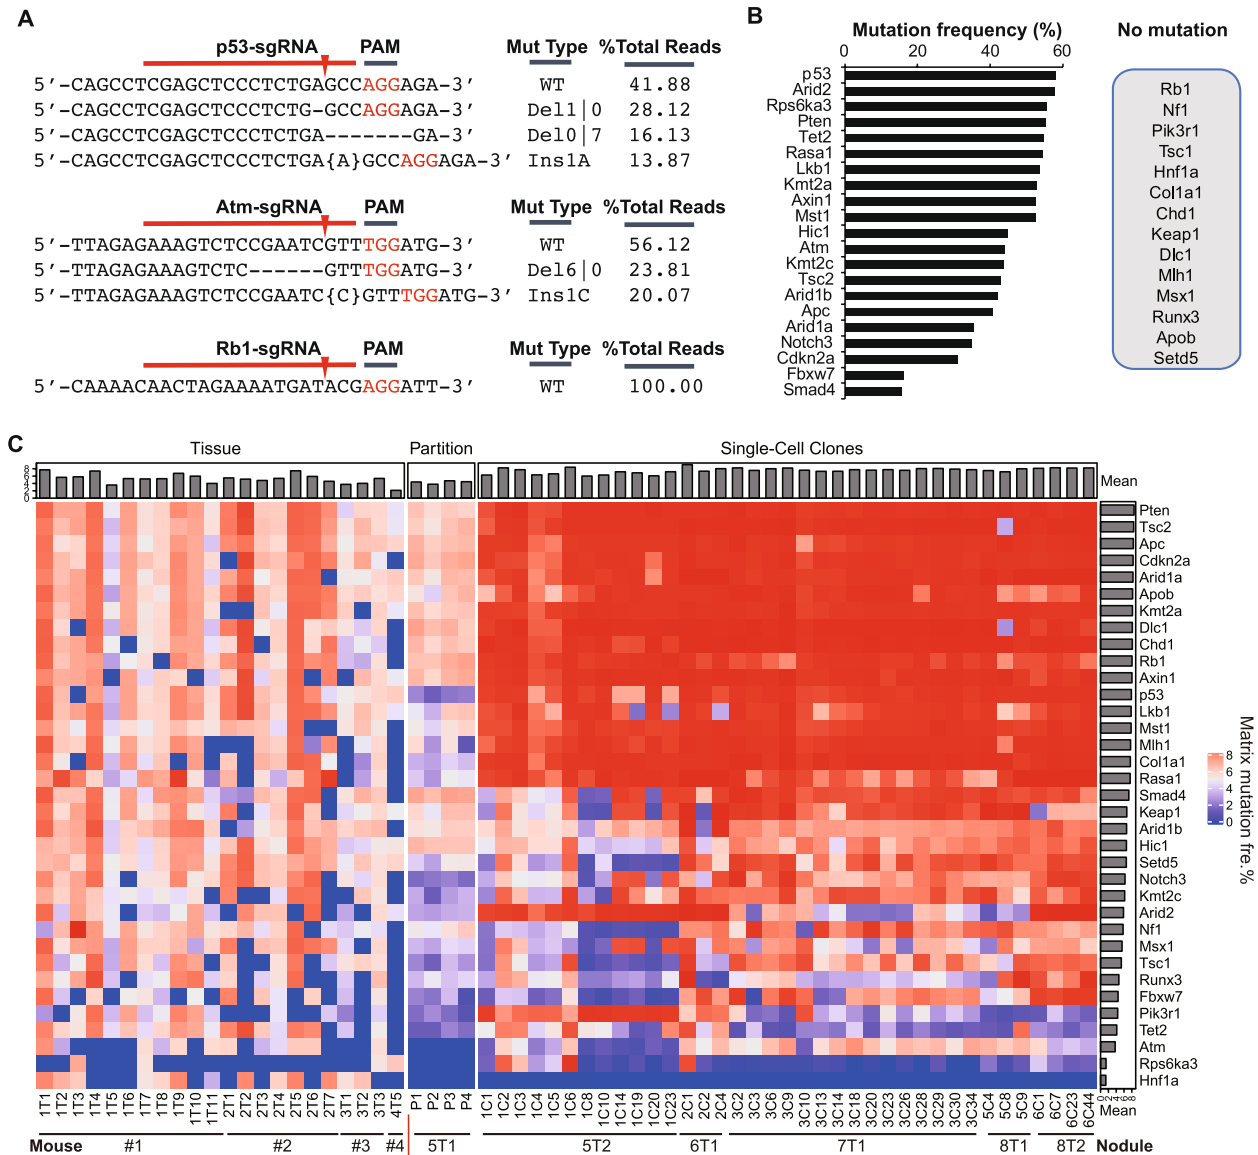 A
p53-sgRNA PAM Mut Type %Total Reads
5′-CAGCCTCGAGCTCCCTCTGAGCCAGGAGA-3′ WT 41.88
5′-CAGCCTCGAGCTCCCTCTG-GCCAGGAGA-3′ Del1|0 28.12
5′-CAGCCTCGAGCTCCCTCTGA-------GA-3′ Del0|7 16.13
5′-CAGCCTCGAGCTCCCTCTGA{A}GCCAGGAGA-3′ Ins1A 13.87
Atm-sgRNA PAM Mut Type %Total Reads
5′-TTAGAGAAAGTCTCCGAATCGTTTGGATG-3′ WT 56.12
5′-TTAGAGAAAGTCTC------GTTTGGATG-3′ Del6|0 23.81
5′-TTAGAGAAAGTCTCCGAATC{C}GTTTGGATG-3′ Ins1C 20.07
Rb1-sgRNA PAM Mut Type %Total Reads
5′-CAAAACAACTAGAAAATGATACGAGGATT-3′ WT 100.00
B
Mutation frequency (%)
0 20 40 60
p53
Arid2
Rps6ka3
Pten
Tet2
Rasa1
Lkb1
Kmt2a
Axin1
Mst1
Hic1
Atm
Kmt2c
Tsc2
Arid1b
Apc
Arid1a
Notch3
Cdkn2a
Fbxw7
Smad4
No mutation
Rb1
Nf1
Pik3r1
Tsc1
Hnf1a
Col1a1
Chd1
Keap1
Dlc1
Mlh1
Msx1
Runx3
Apob
Setd5
C
Tissue Partition Single-Cell Clones
8
6
4
2
0
Mean
Pten
Tsc2
Apc
Cdkn2a
Arid1a
Apob
Kmt2a
Dlc1
Chd1
Rb1
Axin1
p53
Lkb1
Mst1
Mlh1
Col1a1
Rasa1
Smad4
Keap1
Arid1b
Hic1
Setd5
Notch3
Kmt2c
Arid2
Nf1
Msx1
Tsc1
Runx3
Fbxw7
Pik3r1
Tet2
Atm
Rps6ka3
Hnf1a
0 2 4 6 8
Mean
8
6
4
2
0
Matrix mutation fre.%
1T1 1T2 1T3 1T4 1T5 1T6 1T7 1T8 1T9 1T10 1T11 2T1 2T2 2T3 2T4 2T5 2T6 2T7 3T1 3T2 3T3 4T5 P1 P2 P3 P4 1C1 1C2 1C3 1C4 1C5 1C6 1C8 1C10 1C14 1C19 1C20 1C23 2C1 2C2 2C4 3C2 3C3 3C6 3C9 3C10 3C13 3C14 3C18 3C20 3C23 3C26 3C28 3C29 3C30 3C34 5C4 5C8 5C9 6C1 6C7 6C23 6C44
Mouse #1 #2 #3 #4 5T1 5T2 6T1 7T1 8T1 8T2 Nodule